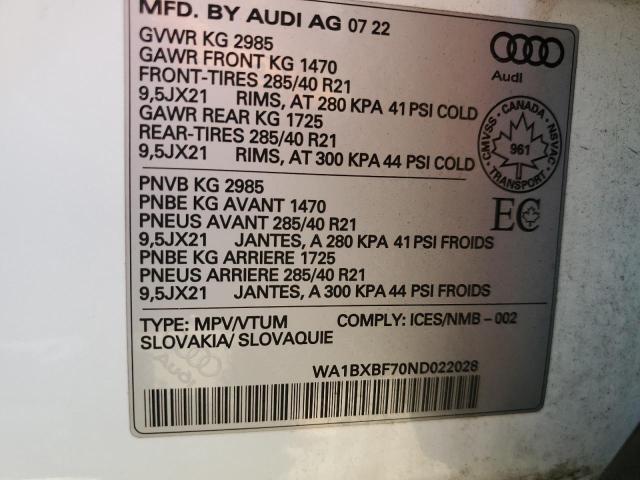 MFD. BY AUDI AG 07 22
GVWR KG 2985
GAWR FRONT KG 1470
FRONT-TIRES 285/40 R21
9,5JX21 RIMS, AT 280 KPA 41 PSI COLD
GAWR REAR KG 1725
REAR-TIRES 285/40 R21
9,5JX21 RIMS, AT 300 KPA 44 PSI COLD
Audi
CMVSS - CANADA - NSVAC
961
TRANSPORT
EC
PNVB KG 2985
PNBE KG AVANT 1470
PNEUS AVANT 285/40 R21
9,5JX21 JANTES, A 280 KPA 41 PSI FROIDS
PNBE KG ARRIERE 1725
PNEUS ARRIERE 285/40 R21
9,5JX21 JANTES, A 300 KPA 44 PSI FROIDS
TYPE: MPV/VTUM COMPLY: ICES/NMB-002
SLOVAKIA/ SLOVAQUIE
WA1BXBF70ND022026
Audi